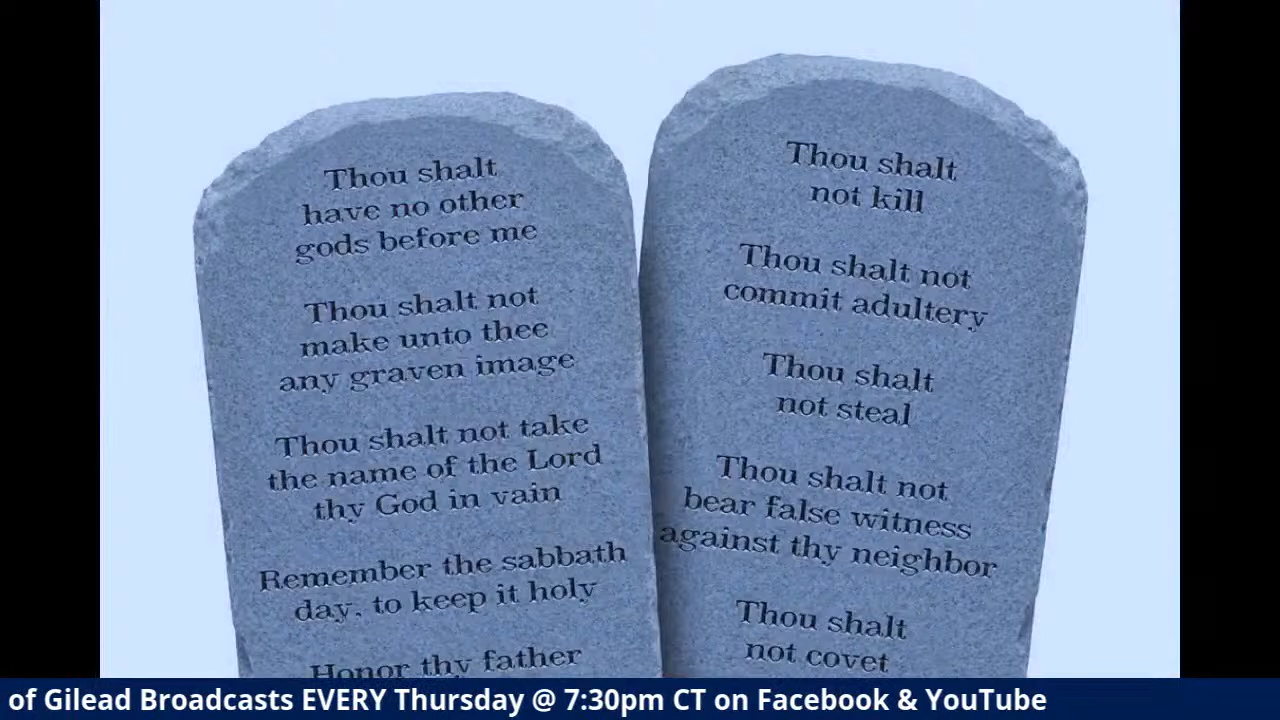 Thou shalt
have no other
gods before me
Thou shalt not
make unto thee
any graven image
Thou shalt not take
the name of the Lord
thy God in vain
Remember the sabbath
day, to keep it holy
Honor thy father
Thou shalt
not kill
Thou shalt not
commit adultery
Thou shalt
not steal
Thou shalt not
bear false witness
against thy neighbor
Thou shalt
not covet
of Gilead Broadcasts EVERY Thursday @ 7:30pm CT on Facebook & YouTube